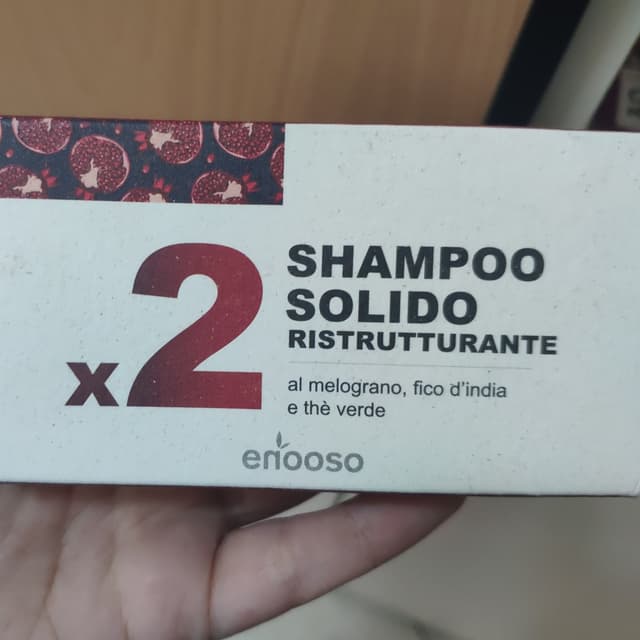 x2
SHAMPOO
SOLIDO
RISTRUTTURANTE
al melograno, fico d'india
e thè verde
enooso